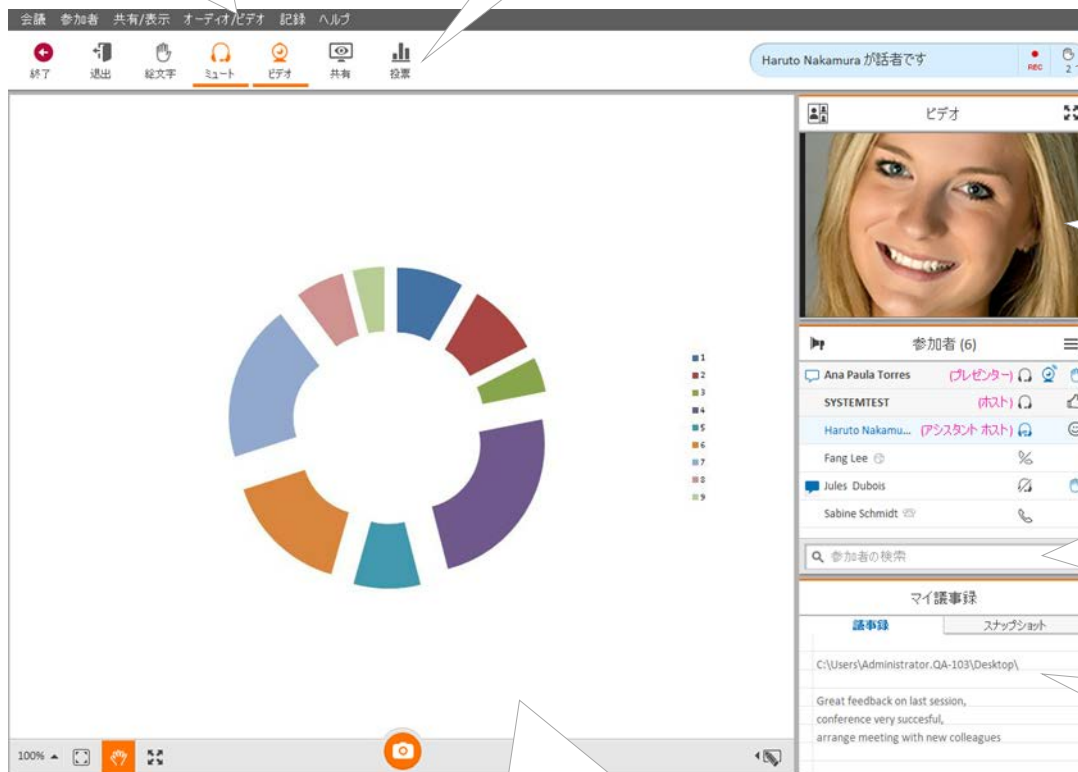 会議 参加者 共有/表示 オーディオ/ビデオ 記録 ヘルプ
終了 退出 絵文字 ミュート ビデオ 共有 投票
Haruto Nakamura が話者です
REC
2
ビデオ
1
2
3
4
5
6
7
8
9
参加者 (6)
Ana Paula Torres (プレゼンター)
SYSTEMTEST (ホスト)
Haruto Nakamu... (アシスタント ホスト)
Fang Lee
Jules Dubois
Sabine Schmidt
参加者の検索
マイ議事録
議事録 スナップショット
C:\Users\Administrator.QA-103\Desktop\
Great feedback on last session,
conference very succesful,
arrange meeting with new colleagues
100%